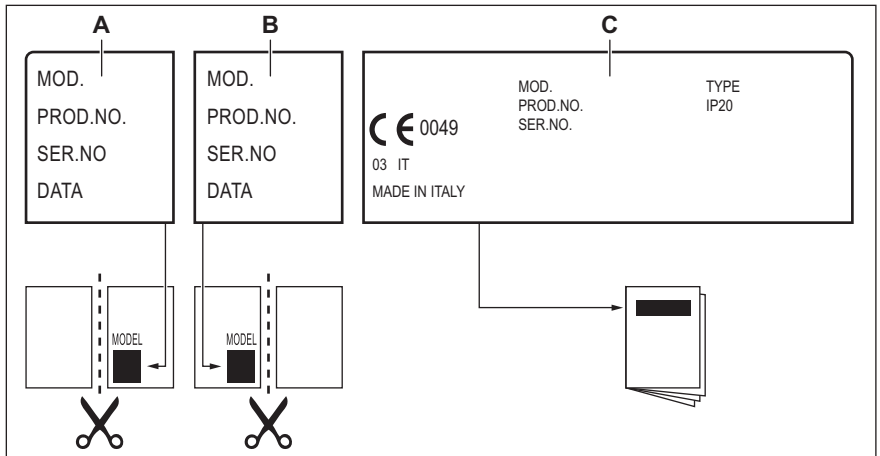 A
B
C
MOD.
PROD.NO.
SER.NO
DATA
MOD.
PROD.NO.
SER.NO
DATA
MOD.
PROD.NO.
SER.NO.
TYPE
IP20
CE 0049
03 IT
MADE IN ITALY
MODEL
MODEL